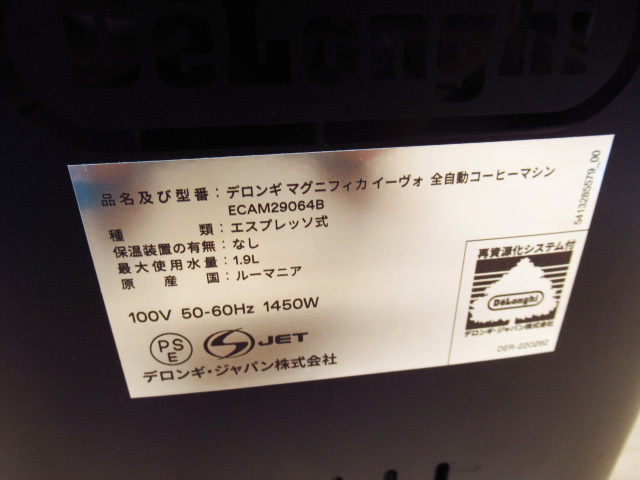 DeLonghi
品名及び型番：デロンギ マグニフィカ イーヴォ 全自動コーヒーマシン
ECAM29064B
種類：エスプレッソ式
保温装置の有無：なし
最大使用水量：1.9L
原産国：ルーマニア
100V 50-60Hz 1450W
PS
E
S JET
デロンギ・ジャパン株式会社
5413285579_00
再資源化システム付
DeLonghi
デロンギ・ジャパン株式会社
DER-220262